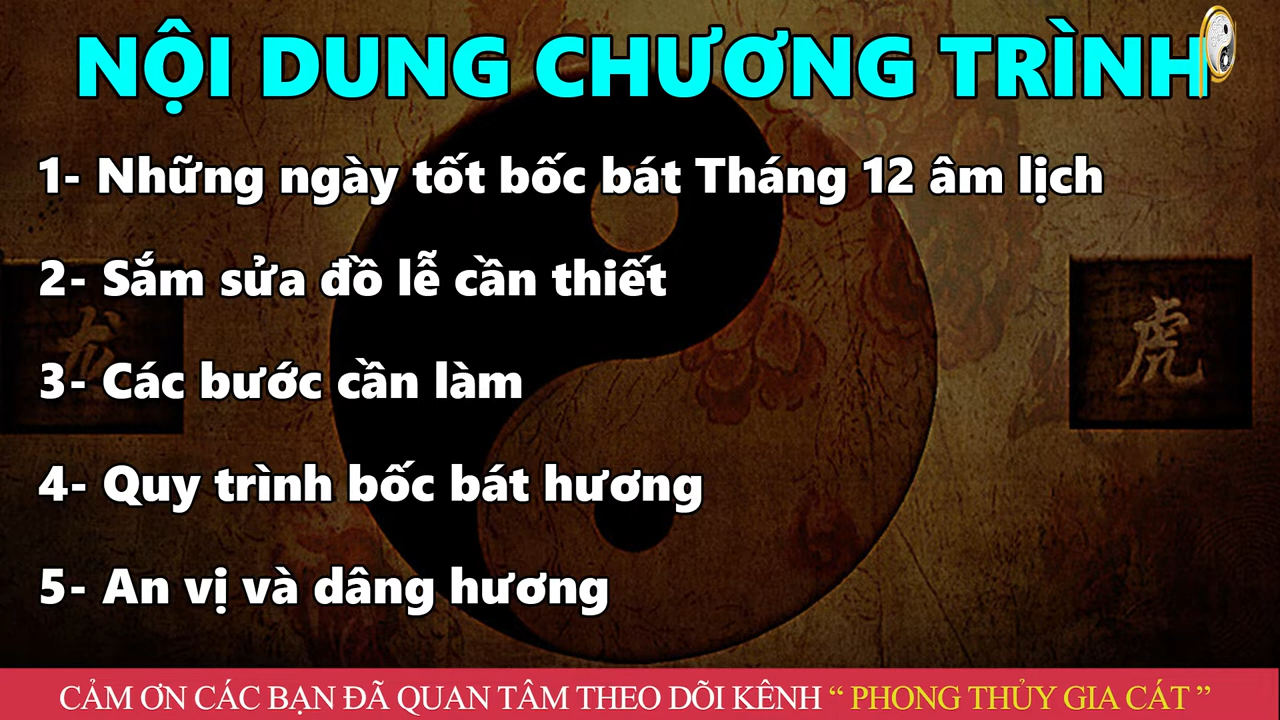 NỘI DUNG CHƯƠNG TRÌNH
1- Những ngày tốt bốc bát Tháng 12 âm lịch
2- Sắm sửa đồ lễ cần thiết
3- Các bước cần làm
龙
虎
4- Quy trình bốc bát hương
5- An vị và dâng hương
CẢM ƠN CÁC BẠN ĐÃ QUAN TÂM THEO DÕI KÊNH “ PHONG THỦY GIA CÁT ”